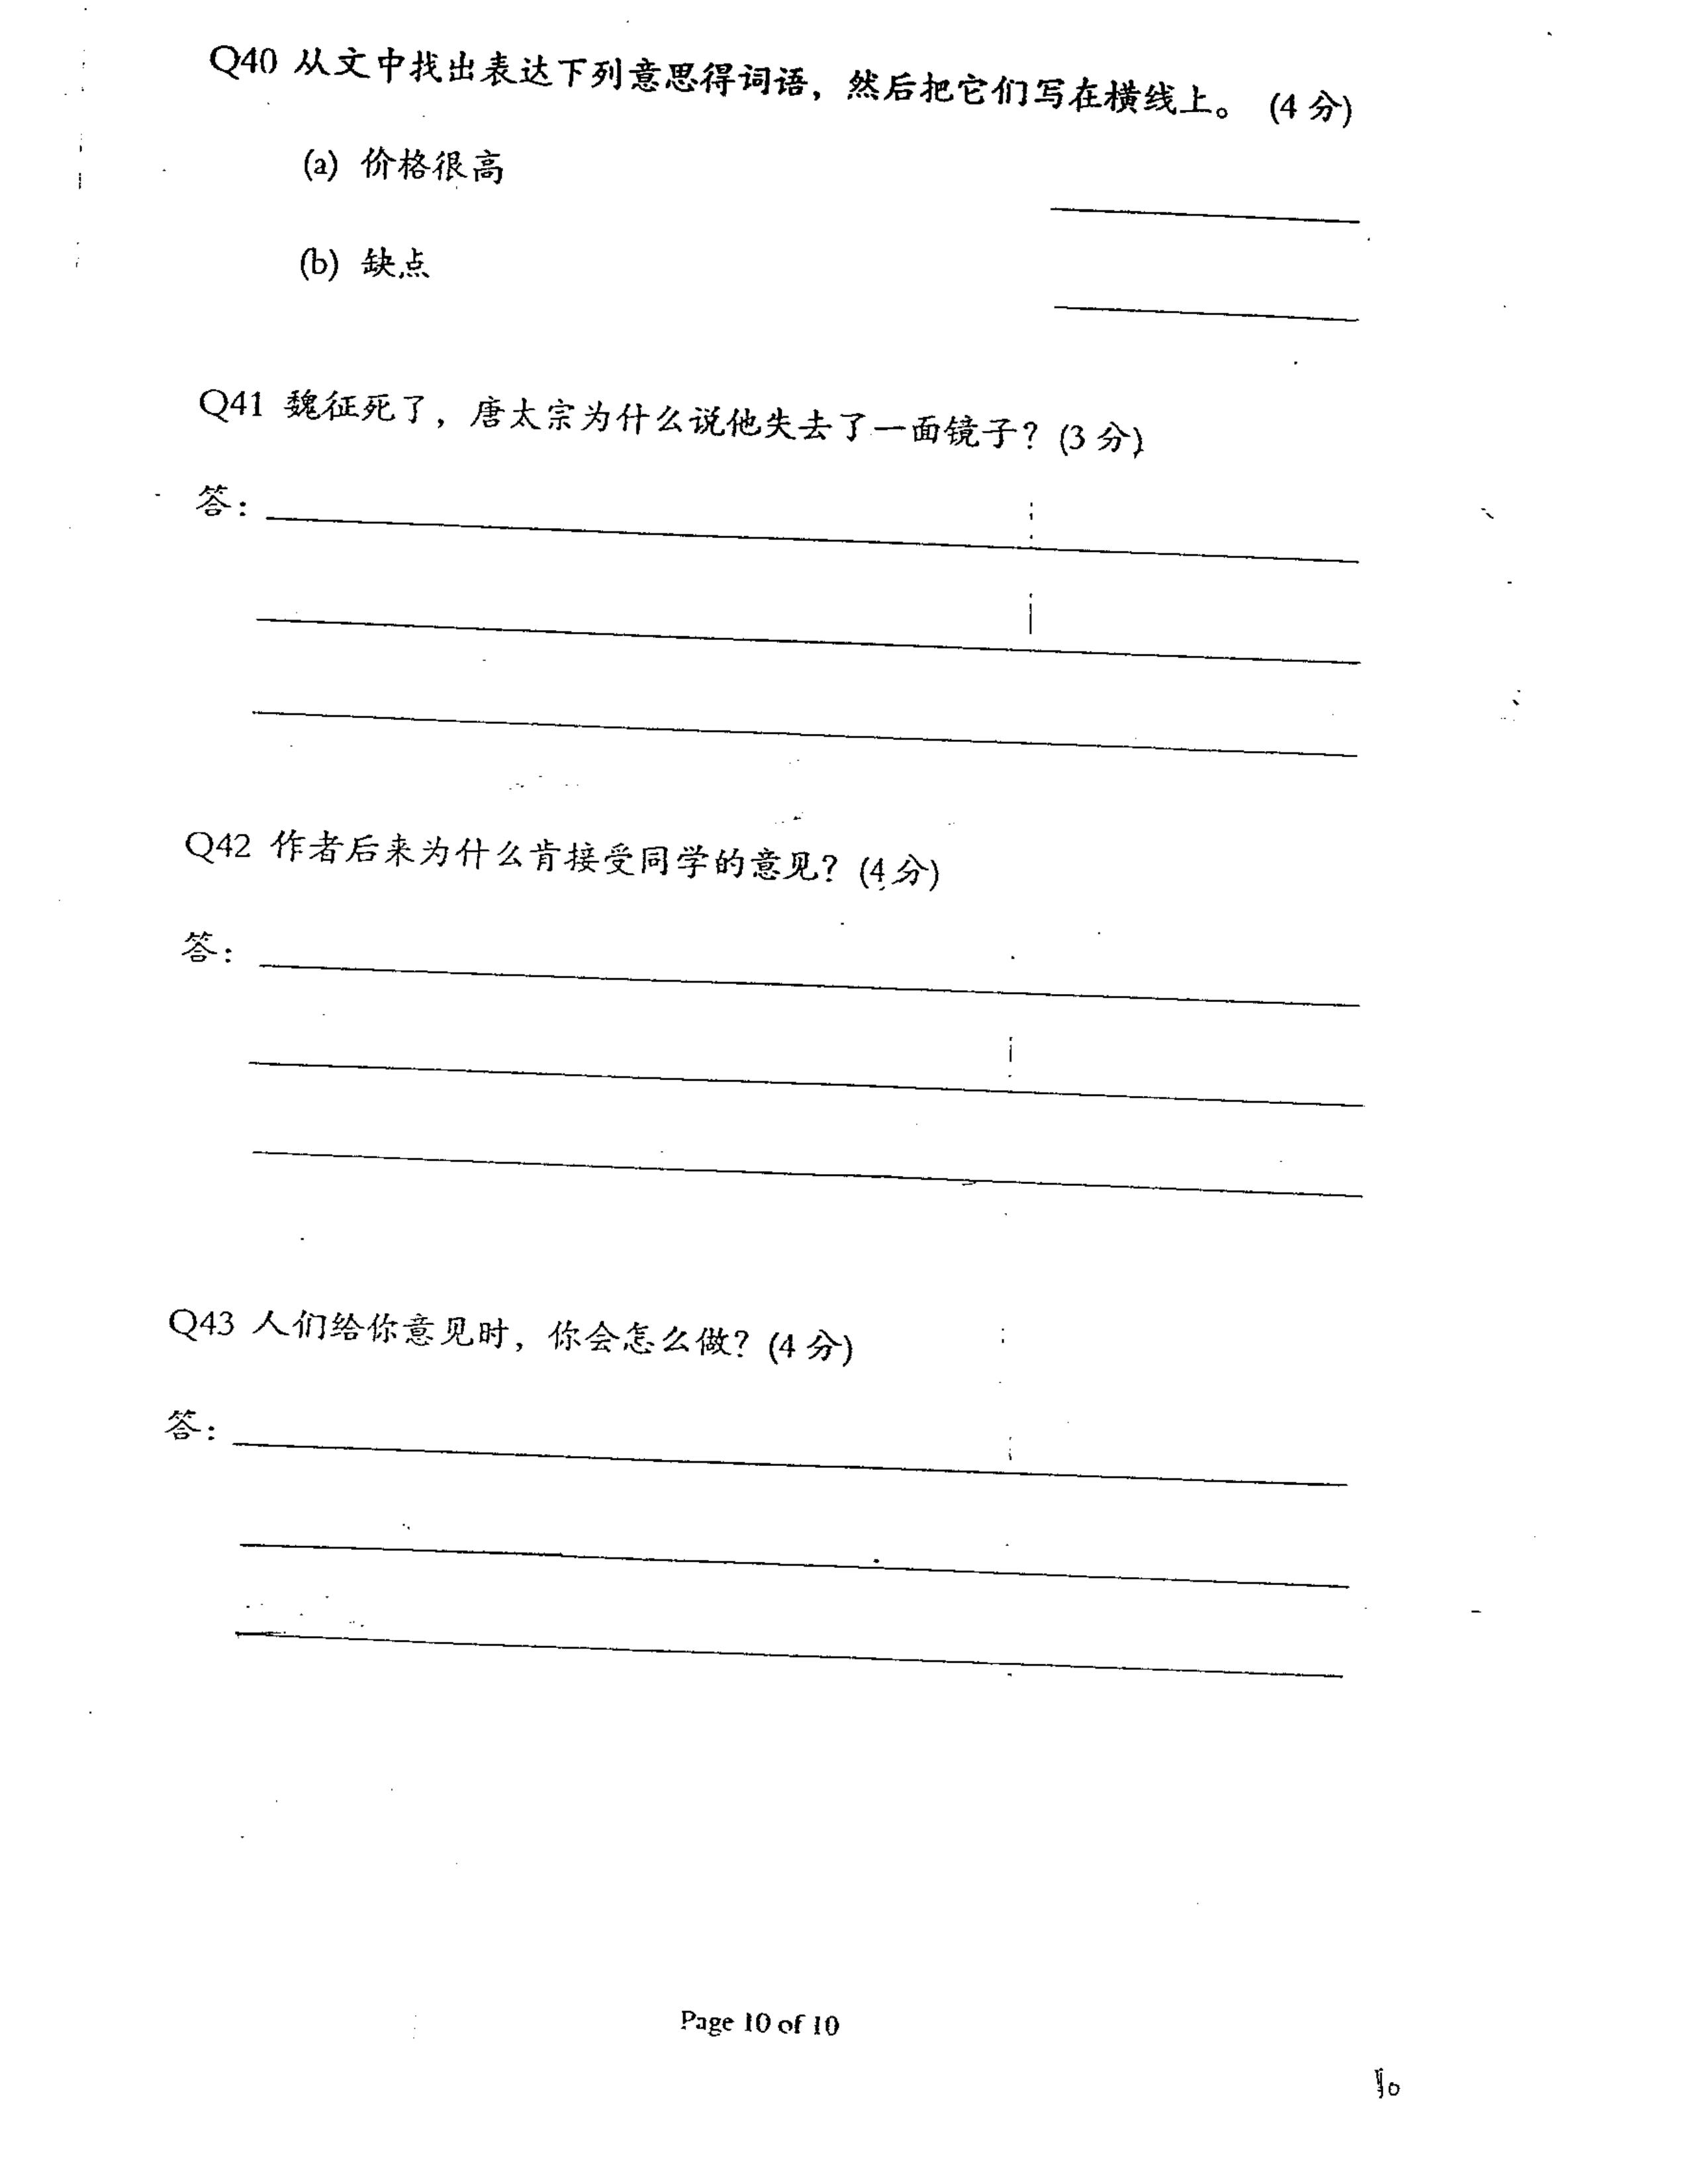 Q40 从文中找出表达下列意思得词语，然后把它们写在横线上。 (4 分)
(a) 价格很高
(b) 缺点
Q41 魏征死了，唐太宗为什么说他失去了一面镜子？(3 分)
答：
Q42 作者后来为什么肯接受同学的意见？(4 分)
答：
Q43 人们给你意见时，你会怎么做？(4 分)
答：
Page 10 of 10
10